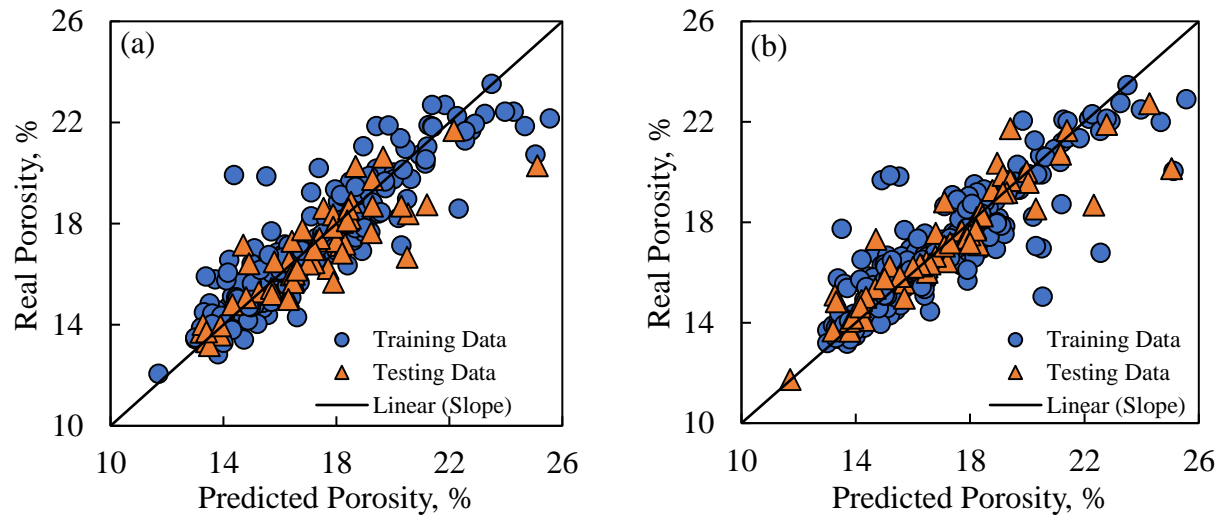 (a)
26
22
18
14
10
Real Porosity, %
Training Data
Testing Data
Linear (Slope)
10 14 18 22 26
Predicted Porosity, %
(b)
26
22
18
14
10
Real Porosity, %
Training Data
Testing Data
Linear (Slope)
10 14 18 22 26
Predicted Porosity, %